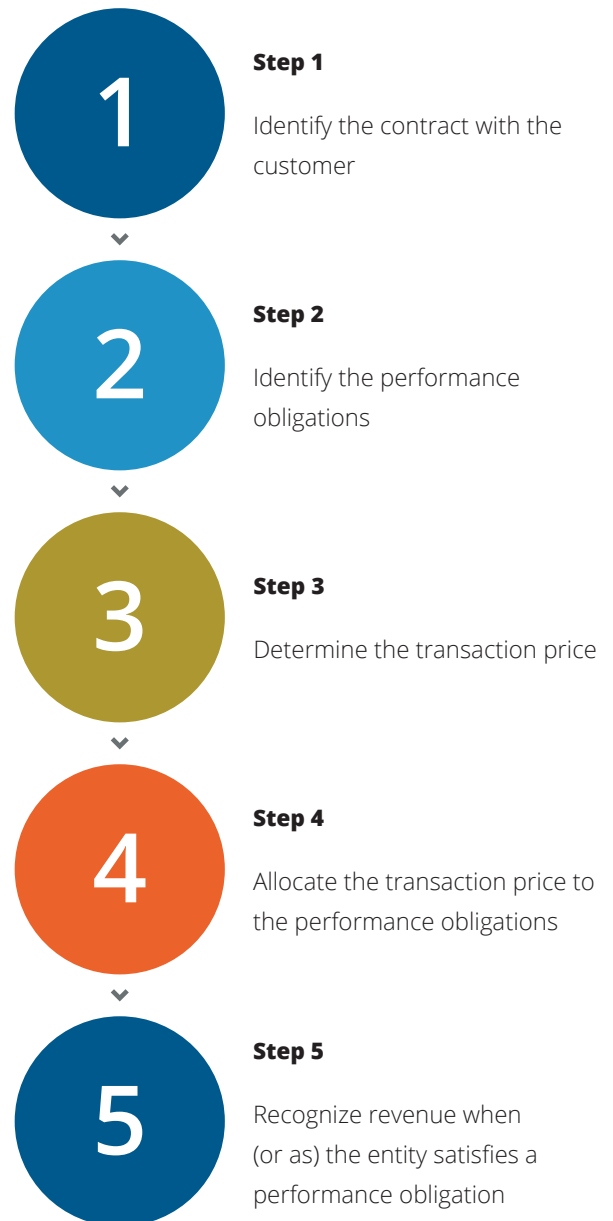 1
Step 1
Identify the contract with the
customer
2
Step 2
Identify the performance
obligations
3
Step 3
Determine the transaction price
4
Step 4
Allocate the transaction price to
the performance obligations
5
Step 5
Recognize revenue when
(or as) the entity satisfies a
performance obligation